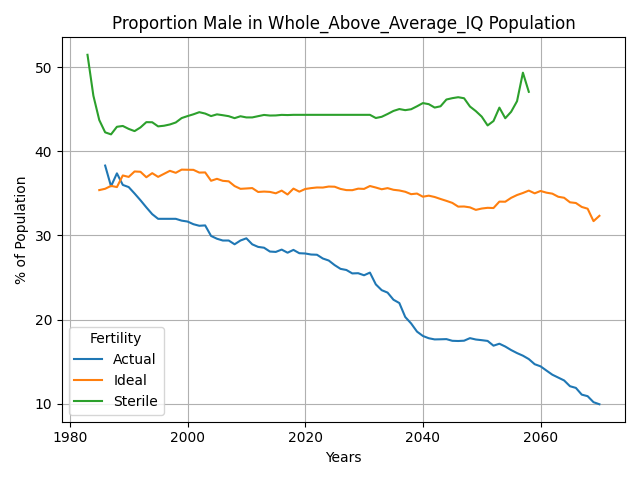 Proportion Male in Whole_Above_Average_IQ Population
% of Population
50
40
30
20
10
Fertility
Actual
Ideal
Sterile
1980
2000
2020
2040
2060
Years